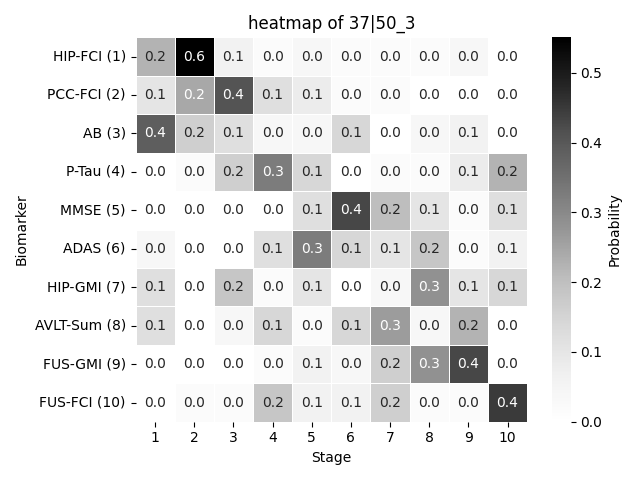 heatmap of 37|50_3
HIP-FCI (1) 0.2 0.6 0.1 0.0 0.0 0.0 0.0 0.0 0.0 0.0
PCC-FCI (2) 0.1 0.2 0.4 0.1 0.1 0.0 0.0 0.0 0.0 0.0
AB (3) 0.4 0.2 0.1 0.0 0.0 0.1 0.0 0.0 0.1 0.0
P-Tau (4) 0.0 0.0 0.2 0.3 0.1 0.0 0.0 0.0 0.1 0.2
MMSE (5) 0.0 0.0 0.0 0.0 0.1 0.4 0.2 0.1 0.0 0.1
ADAS (6) 0.0 0.0 0.0 0.1 0.3 0.1 0.1 0.2 0.0 0.1
HIP-GMI (7) 0.1 0.0 0.2 0.0 0.1 0.0 0.0 0.3 0.1 0.1
AVLT-Sum (8) 0.1 0.0 0.0 0.1 0.0 0.1 0.3 0.0 0.2 0.0
FUS-GMI (9) 0.0 0.0 0.0 0.0 0.1 0.0 0.2 0.3 0.4 0.0
FUS-FCI (10) 0.0 0.0 0.0 0.2 0.1 0.1 0.2 0.0 0.0 0.4
1 2 3 4 5 6 7 8 9 10
Stage
Biomarker
0.5
0.4
0.3
0.2
0.1
0.0
Probability